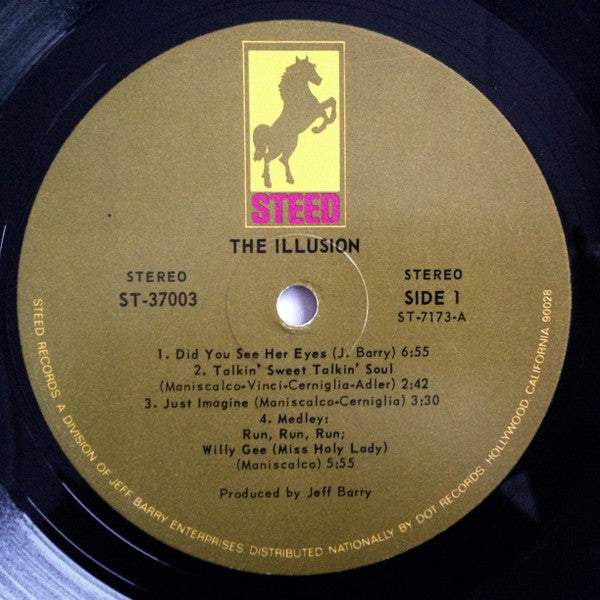 STEED
THE ILLUSION
STEREO
ST-37003
STEREO
SIDE 1
ST-7173-A
1. Did You See Her Eyes (J. Barry) 6:55
2. Talkin' Sweet Talkin' Soul
(Maniscalco-Vinci-Cerniglia-Adler) 2:42
3. Just Imagine (Maniscalco-Cerniglia) 3:30
4. Medley:
Run, Run, Run;
Willy Gee (Miss Holy Lady)
(Maniscalco) 5:55
Produced by Jeff Barry
STEED RECORDS, A DIVISION OF JEFF BARRY ENTERPRISES, DISTRIBUTED NATIONALLY BY DOT RECORDS, HOLLYWOOD, CALIFORNIA 90028